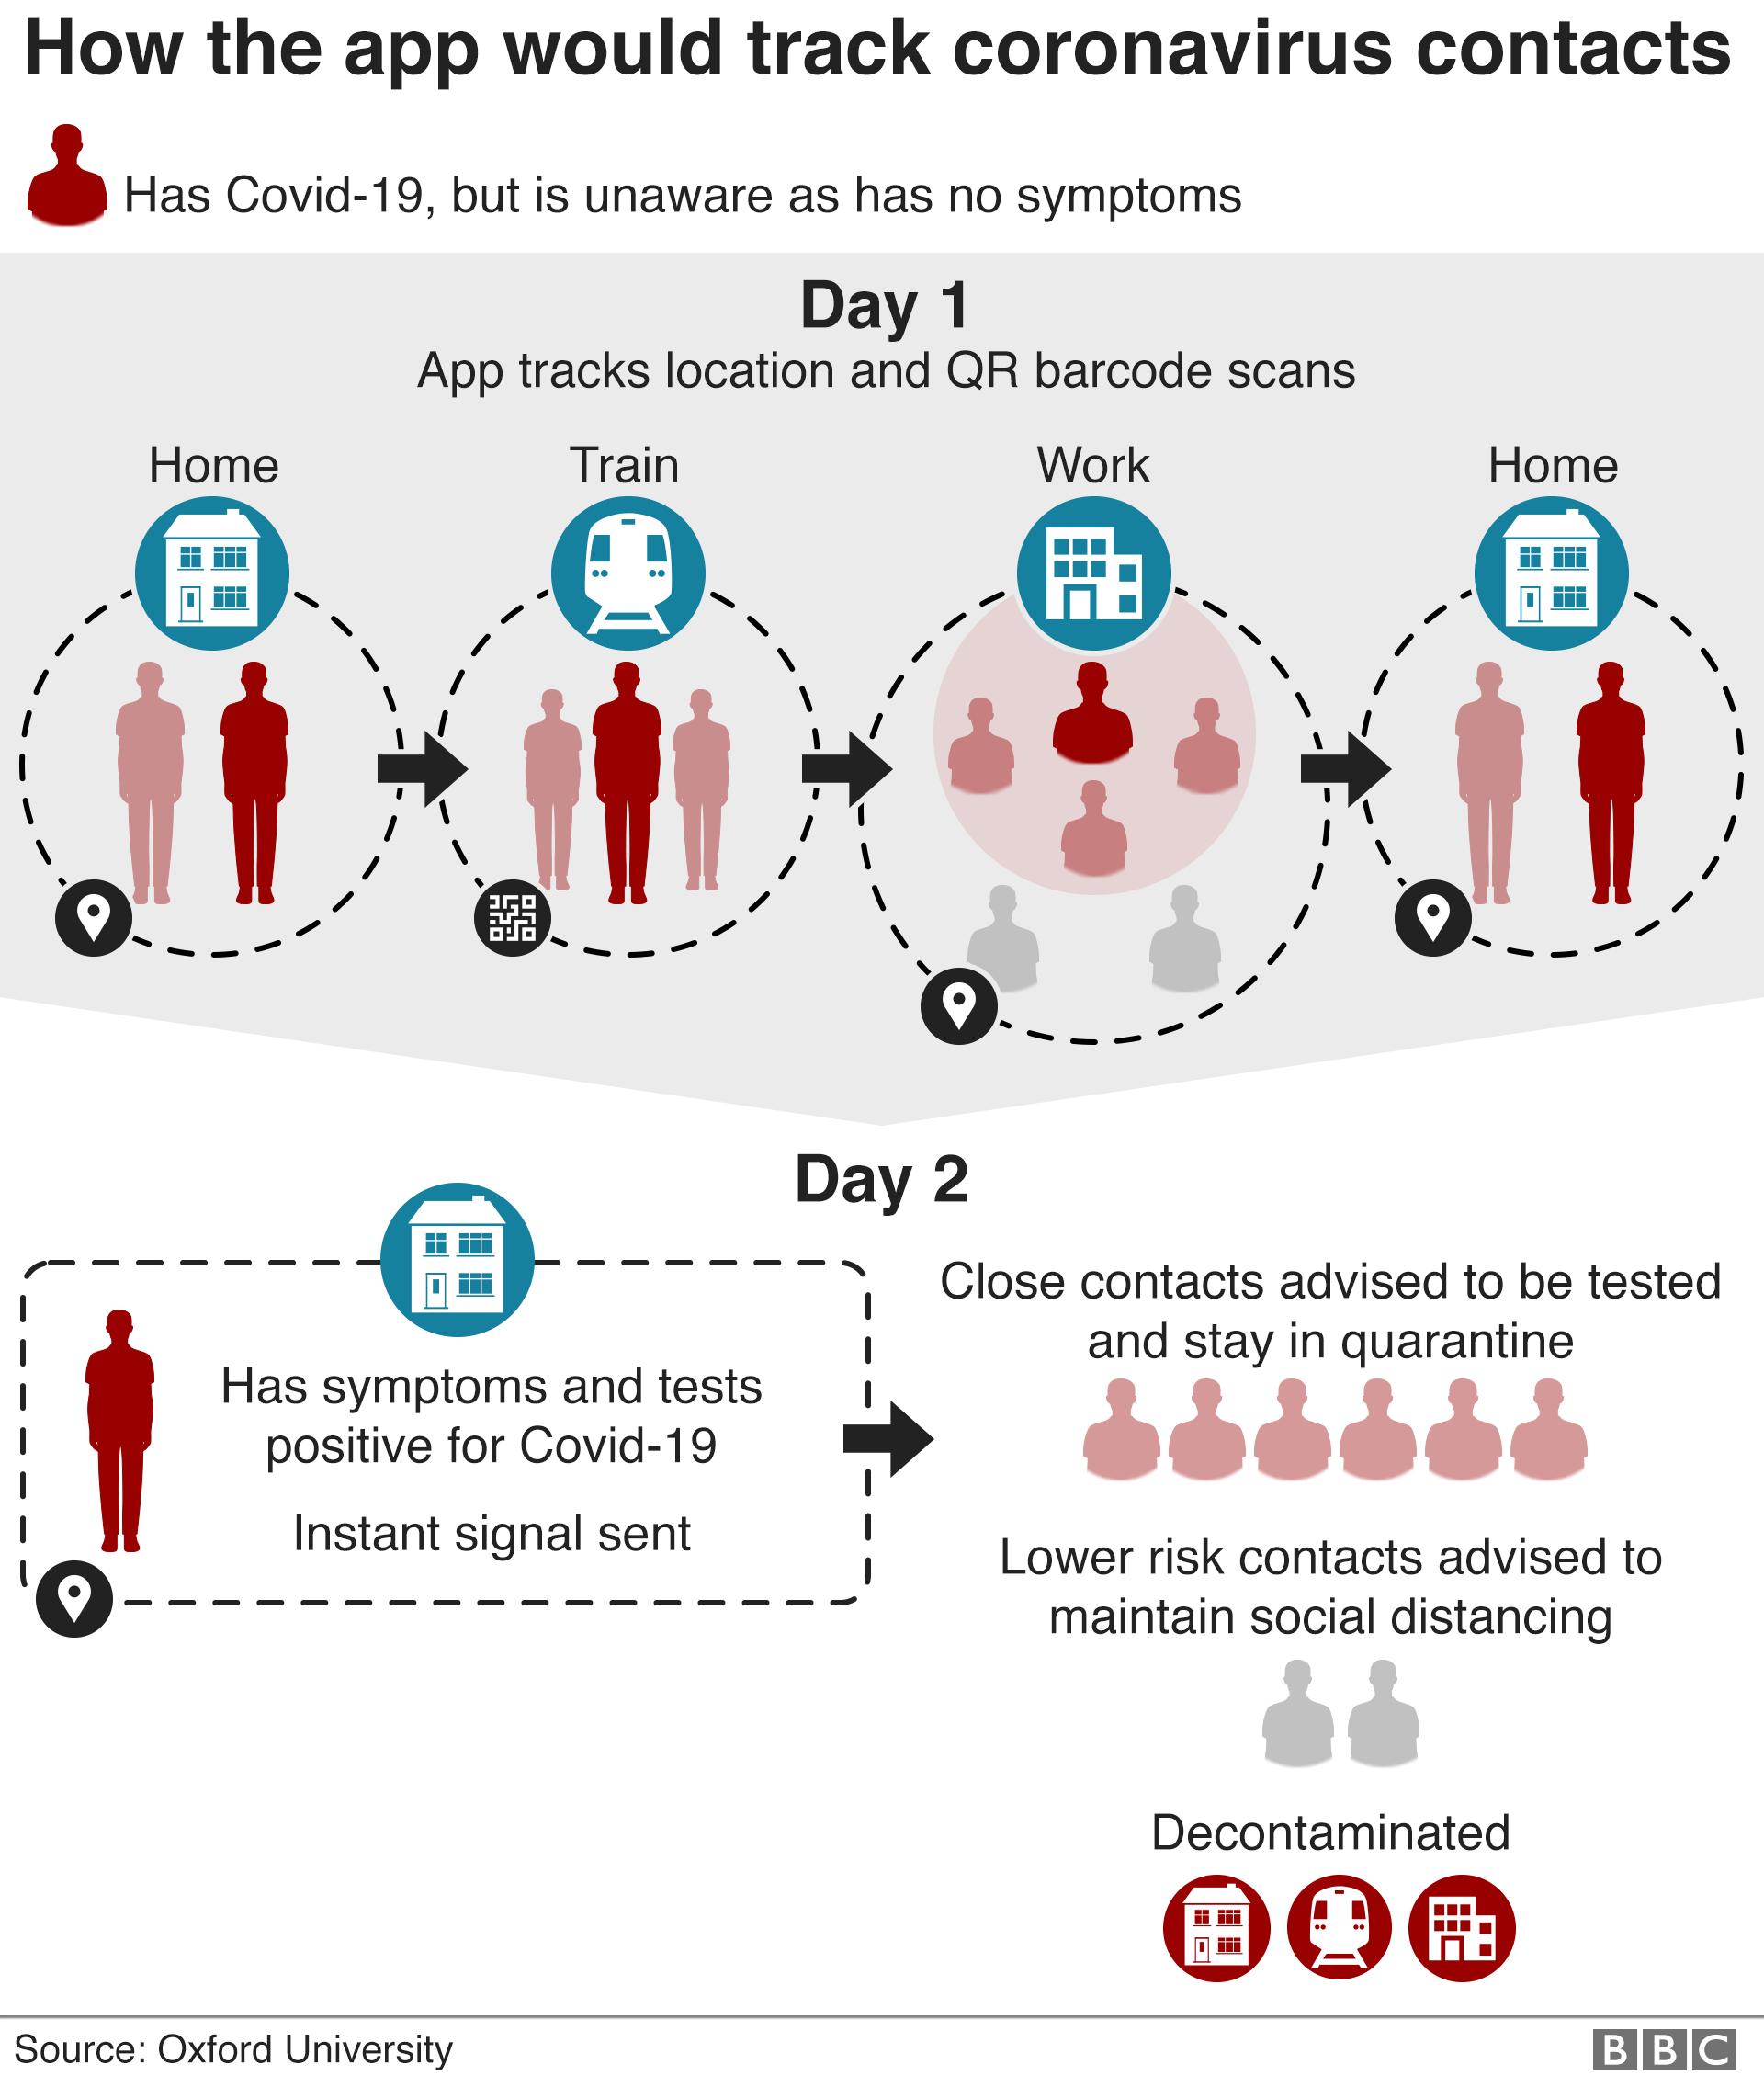 How the app would track coronavirus contacts
Has Covid-19, but is unaware as has no symptoms
Day 1
App tracks location and QR barcode scans
Home
Train
Work
Home
Day 2
Has symptoms and tests
positive for Covid-19
Instant signal sent
Close contacts advised to be tested
and stay in quarantine
Lower risk contacts advised to
maintain social distancing
Decontaminated
Source: Oxford University
BBC